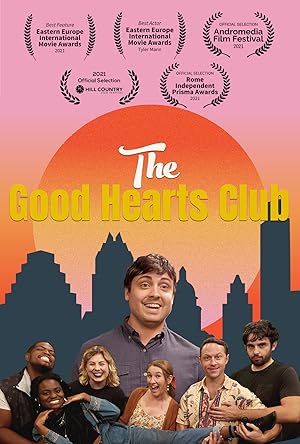 Best Feature
Eastern Europe
International
Movie Awards
2021
Best Actor
Eastern Europe
International
Movie Awards
Tyler Mann
OFFICIAL SELECTION
Andromedia
Film Festival
2021
2021
Official Selection
HILL COUNTRY
FILM FESTIVAL
OFFICIAL SELECTION
Rome
Independent
Prisma Awards
2021
The
Good Hearts Club